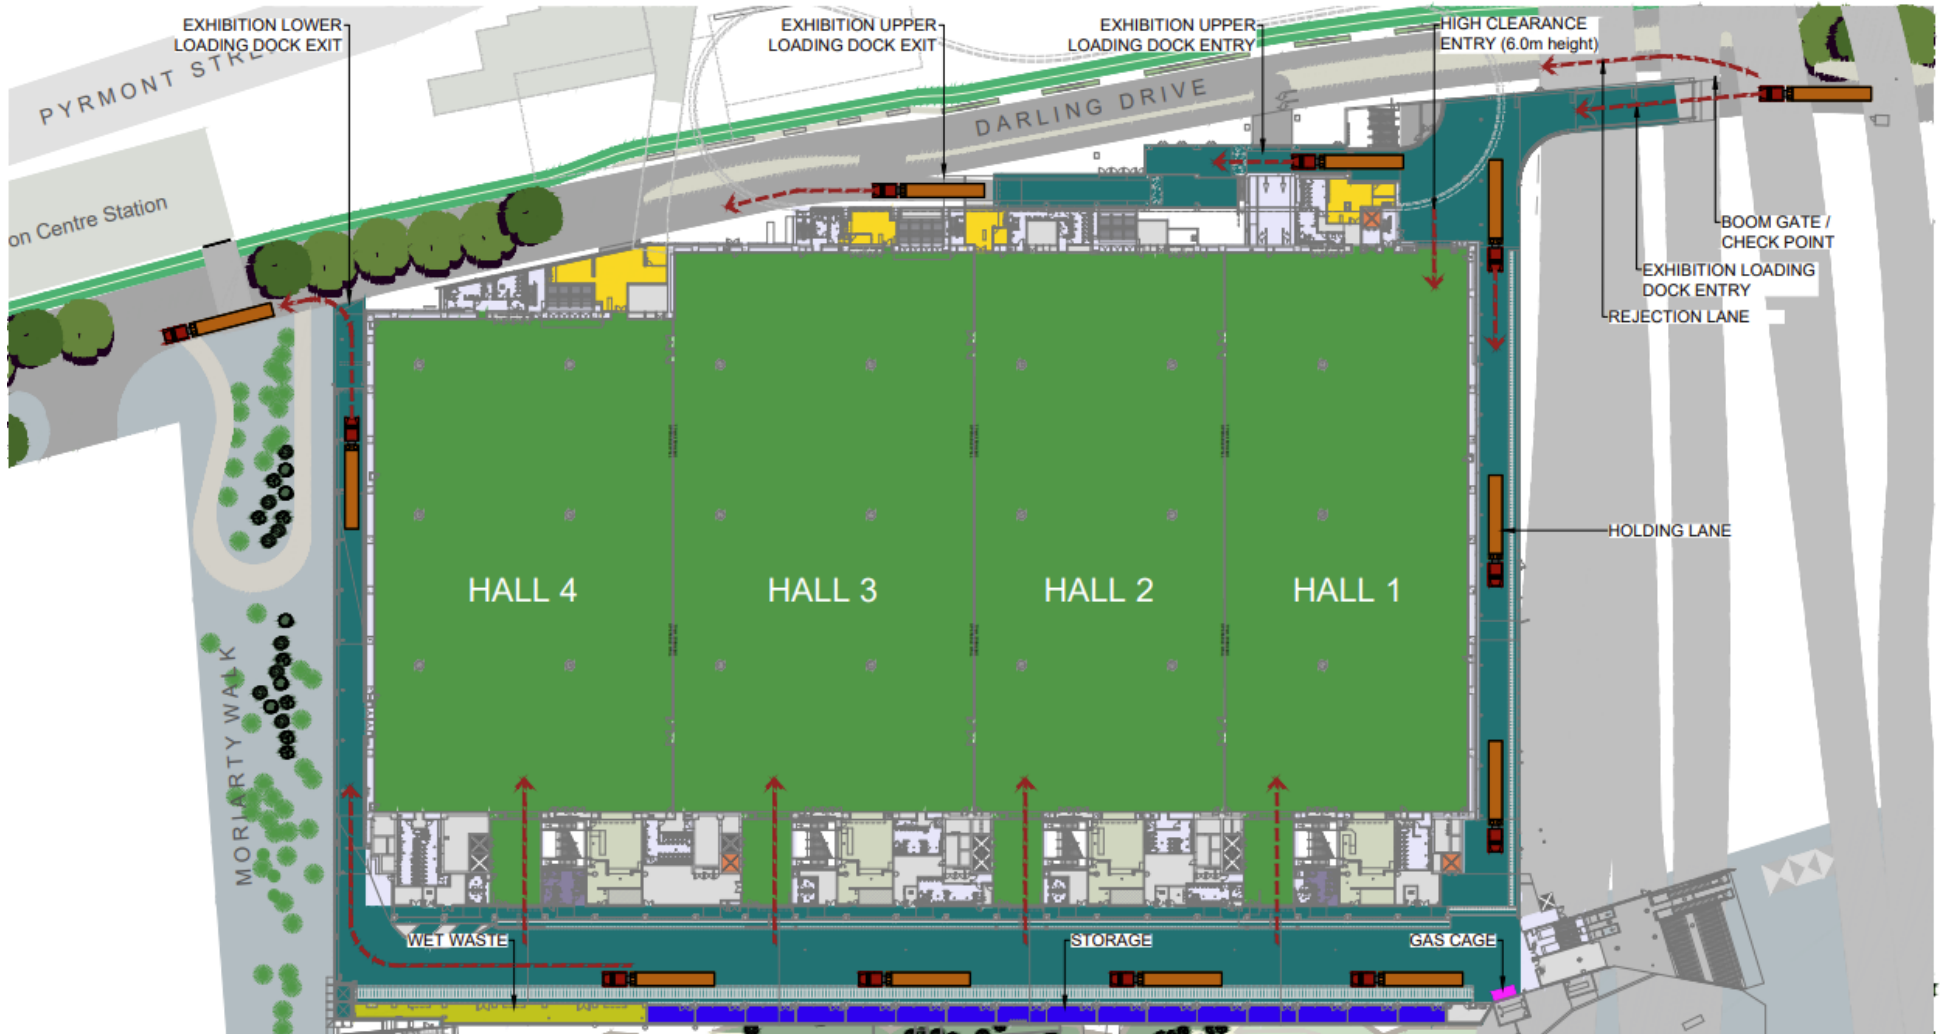 EXHIBITION LOWER
LOADING DOCK EXIT
EXHIBITION UPPER
LOADING DOCK EXIT
EXHIBITION UPPER
LOADING DOCK ENTRY
HIGH CLEARANCE
ENTRY (6.0m height)
PYRMONT
DARLING DRIVE
on Centre Station
BOOM GATE /
CHECK POINT
EXHIBITION LOADING
DOCK ENTRY
REJECTION LANE
HOLDING LANE
HALL 4
HALL 3
HALL 2
HALL 1
MORIARTY WALK
WET WASTE
STORAGE
GAS CAGE